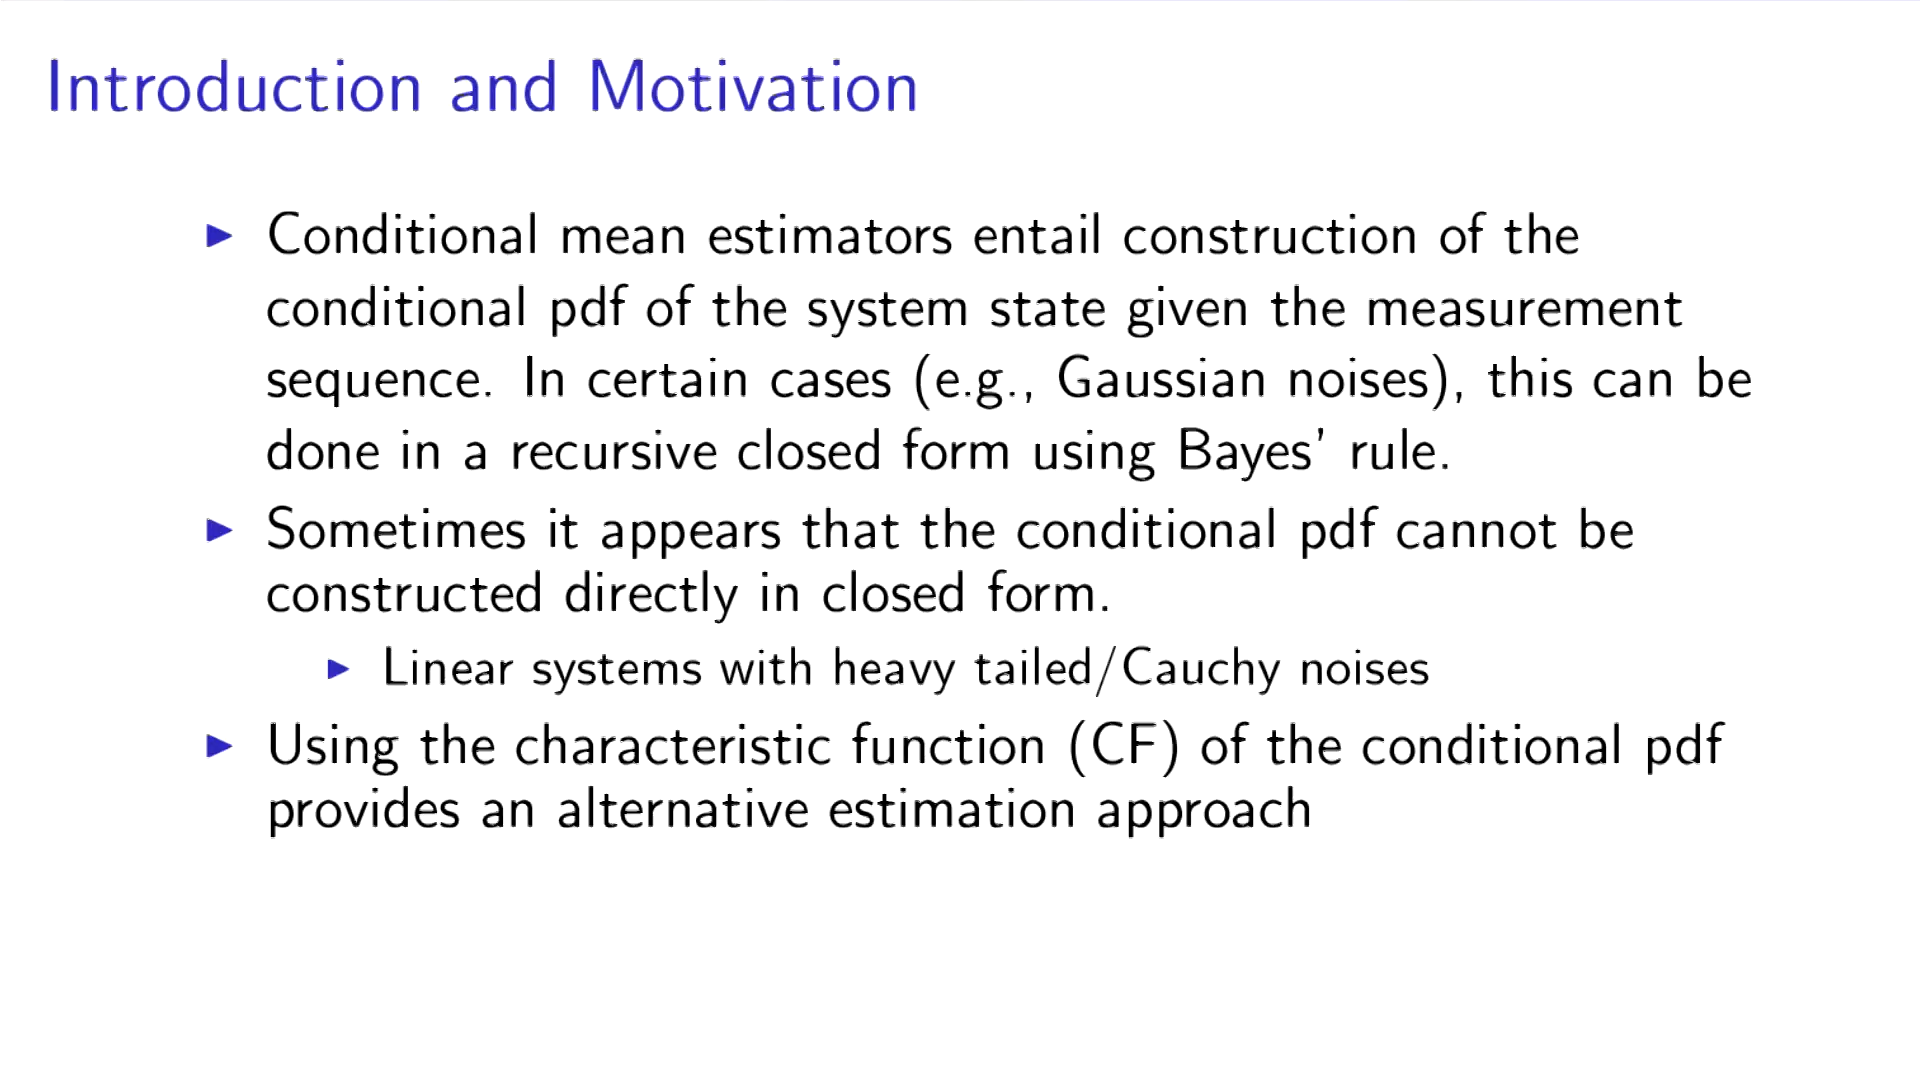 Introduction and Motivation
▶ Conditional mean estimators entail construction of the
conditional pdf of the system state given the measurement
sequence. In certain cases (e.g., Gaussian noises), this can be
done in a recursive closed form using Bayes' rule.
▶ Sometimes it appears that the conditional pdf cannot be
constructed directly in closed form.
▶ Linear systems with heavy tailed/Cauchy noises
▶ Using the characteristic function (CF) of the conditional pdf
provides an alternative estimation approach